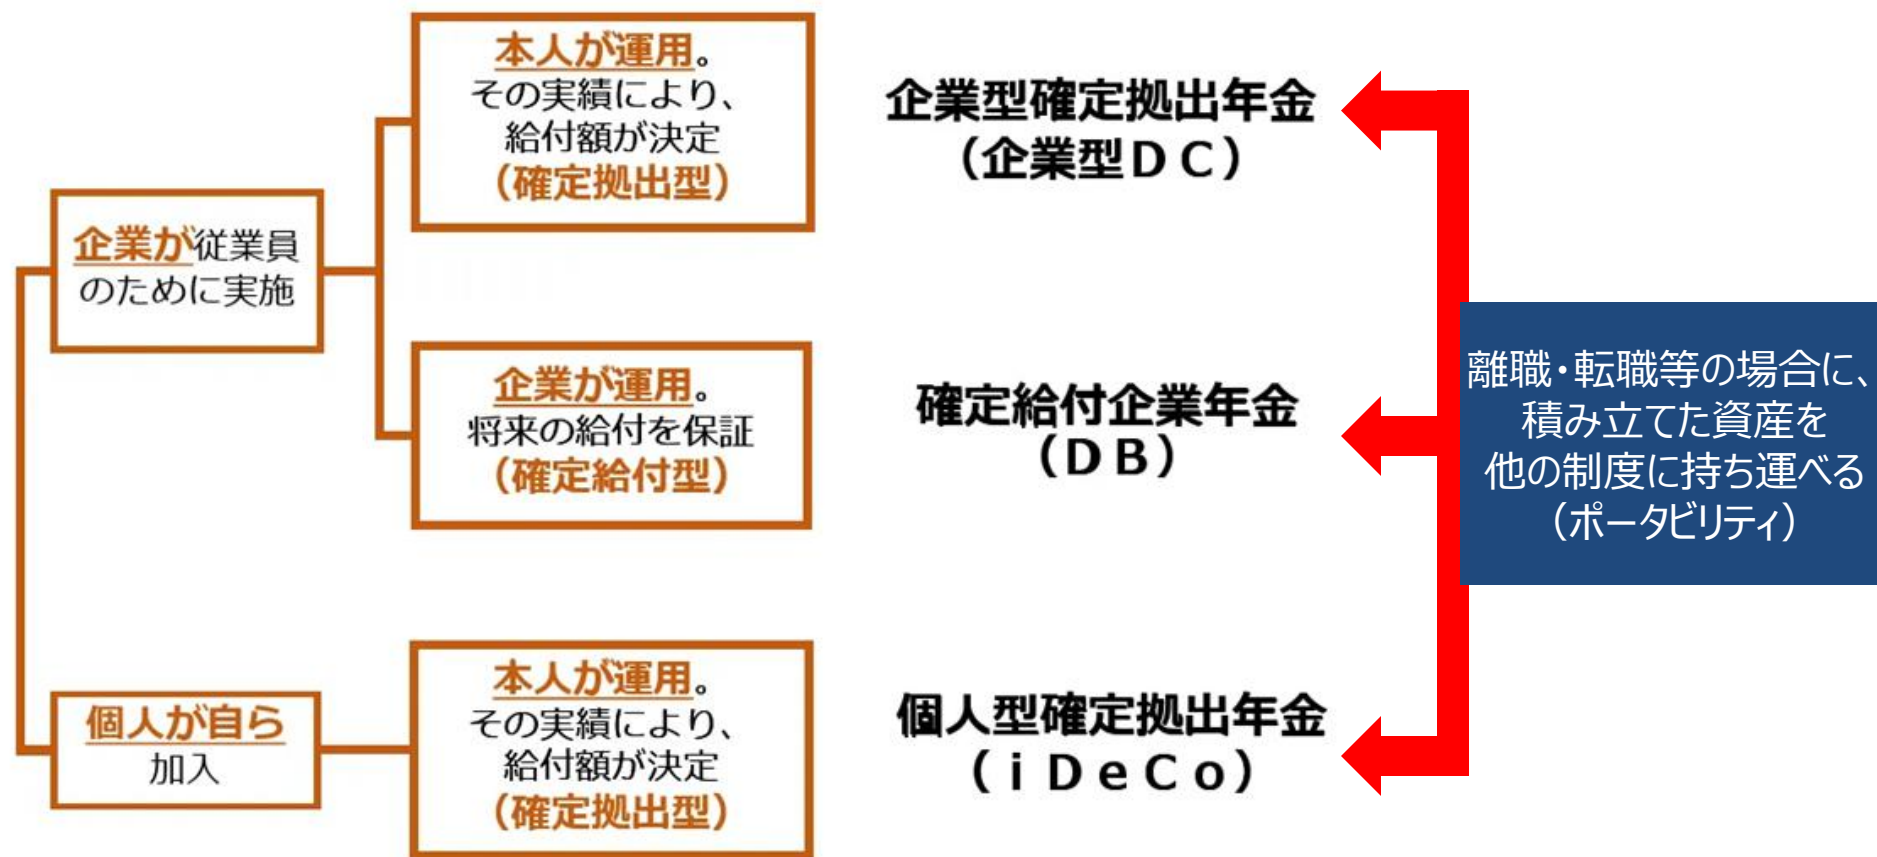 企業が従業員
のために実施
本人が運用。
その実績により、
給付額が決定
（確定拠出型）
企業型確定拠出年金
（企業型ＤＣ）
企業が運用。
将来の給付を保証
（確定給付型）
確定給付企業年金
（ＤＢ）
個人が自ら
加入
本人が運用。
その実績により、
給付額が決定
（確定拠出型）
個人型確定拠出年金
（ｉＤｅＣｏ）
離職・転職等の場合に、
積み立てた資産を
他の制度に持ち運べる
（ポータビリティ）